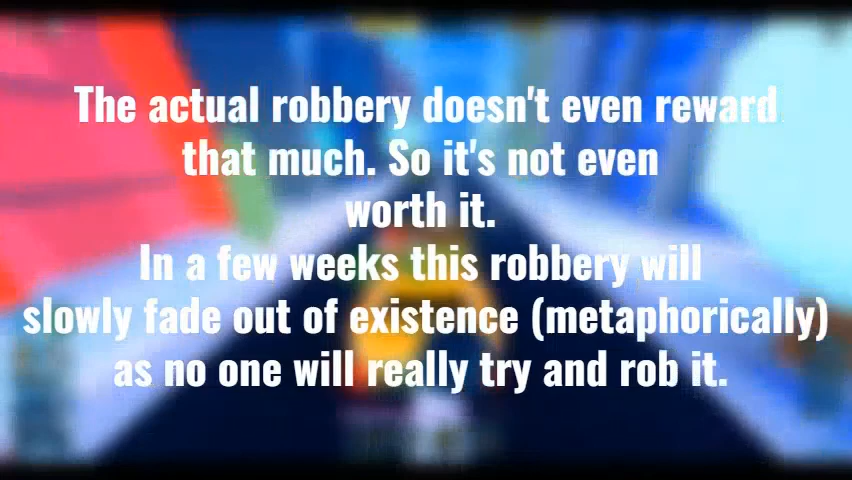 The actual robbery doesn't even reward
that much. So it's not even
worth it.
In a few weeks this robbery will
slowly fade out of existence (metaphorically)
as no one will really try and rob it.